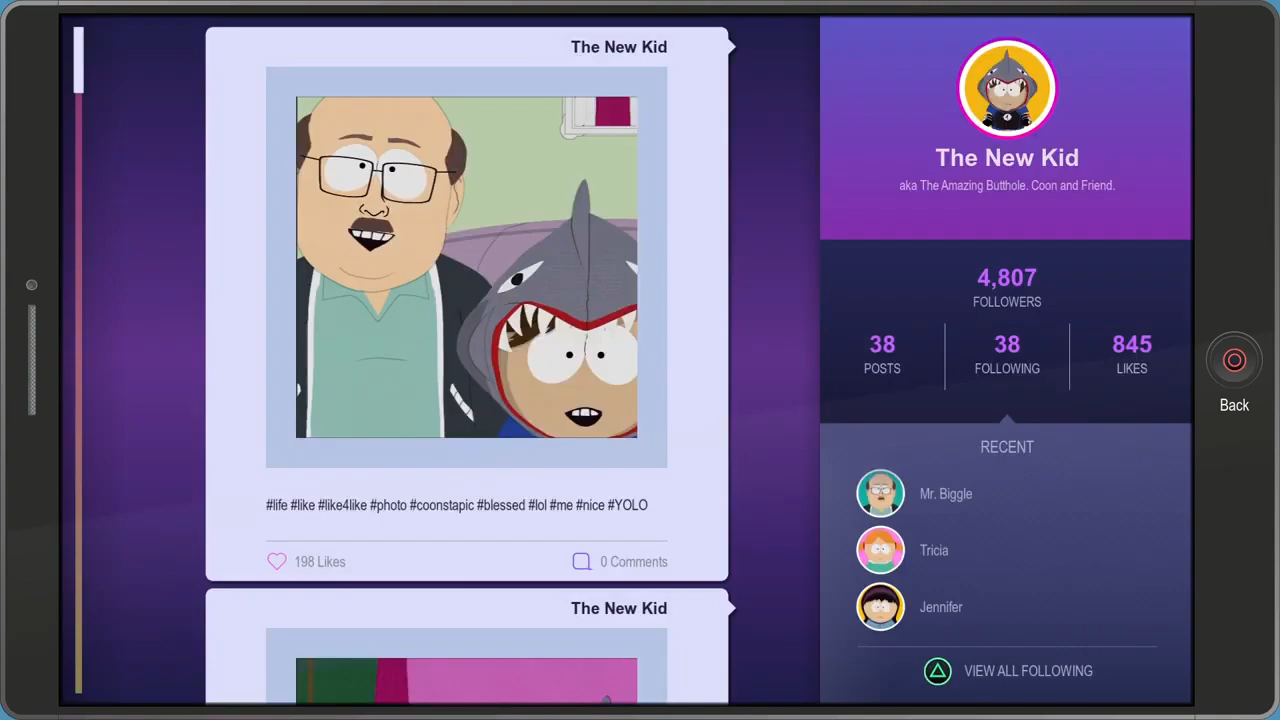 The New Kid
#life #like #like4like #photo #coonstapic #blessed #lol #me #nice #YOLO
198 Likes
0 Comments
The New Kid
The New Kid
aka The Amazing Butthole. Coon and Friend.
4,807
FOLLOWERS
38
POSTS
38
FOLLOWING
845
LIKES
RECENT
Mr. Biggle
Tricia
Jennifer
VIEW ALL FOLLOWING
Back